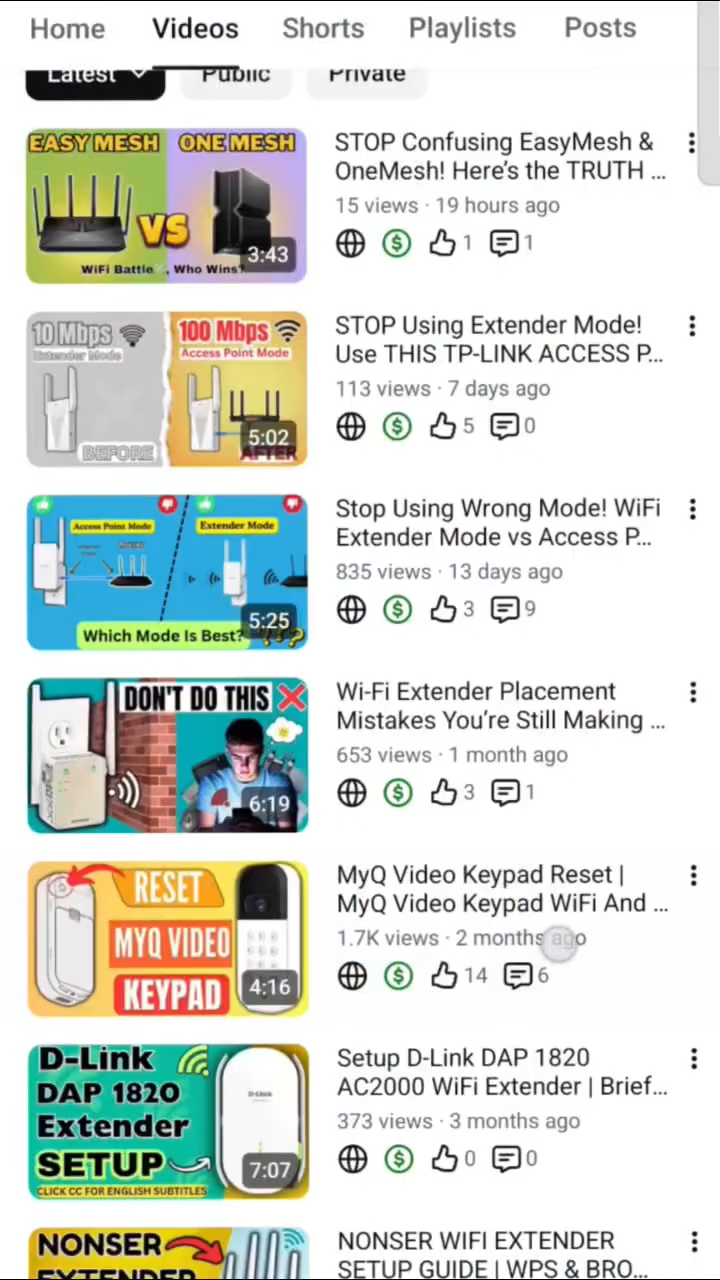 Home Videos Shorts Playlists Posts
Latest Public Private
EASY MESH ONE MESH
VS
WiFi Battle, Who Wins?
3:43
STOP Confusing EasyMesh &
OneMesh! Here's the TRUTH ...
15 views · 19 hours ago
1 1
10 Mbps
Extender Mode
100 Mbps
Access Point Mode
BEFORE
AFTER
5:02
STOP Using Extender Mode!
Use THIS TP-LINK ACCESS P...
113 views · 7 days ago
5 0
Access Point Mode
Extender Mode
Which Mode Is Best? ???
5:25
Stop Using Wrong Mode! WiFi
Extender Mode vs Access P...
835 views · 13 days ago
3 9
DON'T DO THIS
6:19
Wi-Fi Extender Placement
Mistakes You're Still Making ...
653 views · 1 month ago
3 1
RESET
MYQ VIDEO
KEYPAD
4:16
MyQ Video Keypad Reset |
MyQ Video Keypad WiFi And ...
1.7K views · 2 months ago
14 6
D-Link
DAP 1820
Extender
SETUP
CLICK CC FOR ENGLISH SUBTITLES
D-Link
7:07
Setup D-Link DAP 1820
AC2000 WiFi Extender | Brief...
373 views · 3 months ago
0 0
NONSER
EXTENDER
NONSER WIFI EXTENDER
SETUP GUIDE | WPS & BRO...